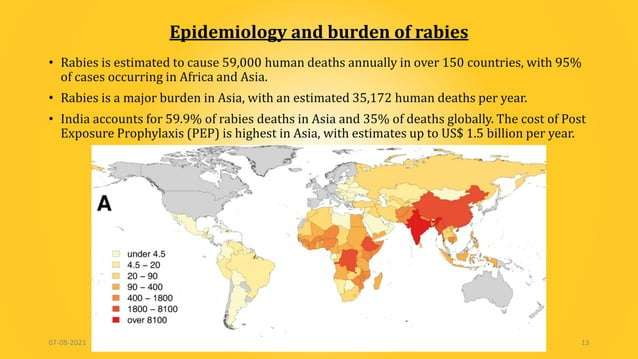 Epidemiology and burden of rabies
• Rabies is estimated to cause 59,000 human deaths annually in over 150 countries, with 95%
of cases occurring in Africa and Asia.
• Rabies is a major burden in Asia, with an estimated 35,172 human deaths per year.
• India accounts for 59.9% of rabies deaths in Asia and 35% of deaths globally. The cost of Post
Exposure Prophylaxis (PEP) is highest in Asia, with estimates up to US$ 1.5 billion per year.
A
under 4.5
4.5 – 20
20 – 90
90 – 400
400 – 1800
1800 – 8100
over 8100
07-08-2021
13